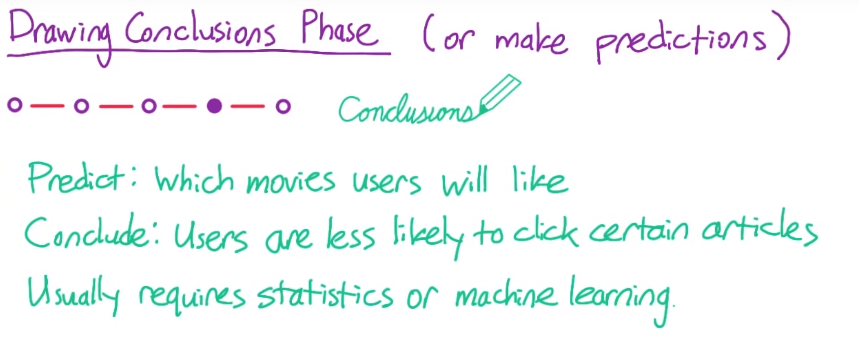 Drawing Conclusions Phase (or make predictions)
Conclusions
Predict: Which movies users will like
Conclude: Users are less likely to click certain articles
Usually requires statistics or machine learning.